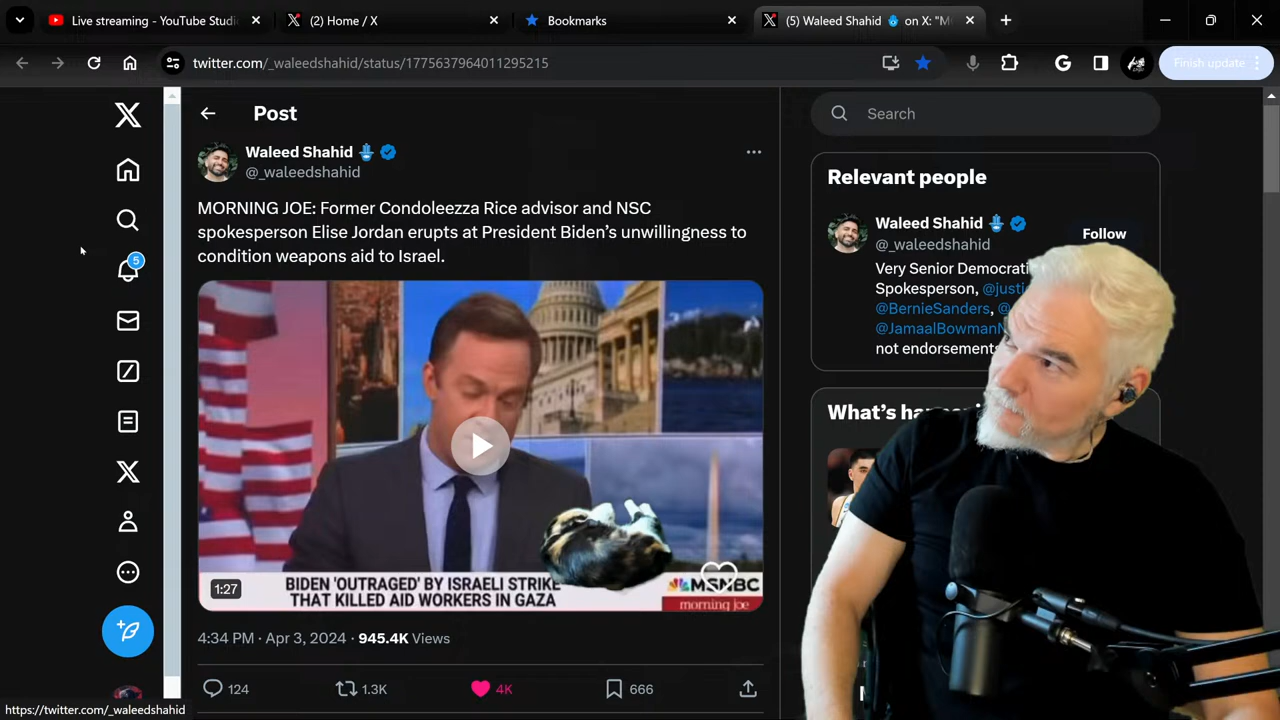 Live streaming - YouTube Studi
(2) Home / X
Bookmarks
(5) Waleed Shahid on X: "M
twitter.com/_waleedshahid/status/1775637964011295215
Finish update
Post
Search
Waleed Shahid
@_waleedshahid
MORNING JOE: Former Condoleezza Rice advisor and NSC
spokesperson Elise Jordan erupts at President Biden's unwillingness to
condition weapons aid to Israel.
Relevant people
Waleed Shahid
@_waleedshahid
Follow
Very Senior Democrati
Spokesperson, @justi
@BernieSanders,
@JamaalBowmanN
not endorsements
What's ha
5
1:27
BIDEN 'OUTRAGED' BY ISRAELI STRIKE
THAT KILLED AID WORKERS IN GAZA
MSNBC
morning joe
4:34 PM · Apr 3, 2024 · 945.4K Views
124
1.3K
4K
666
https://twitter.com/_waleedshahid